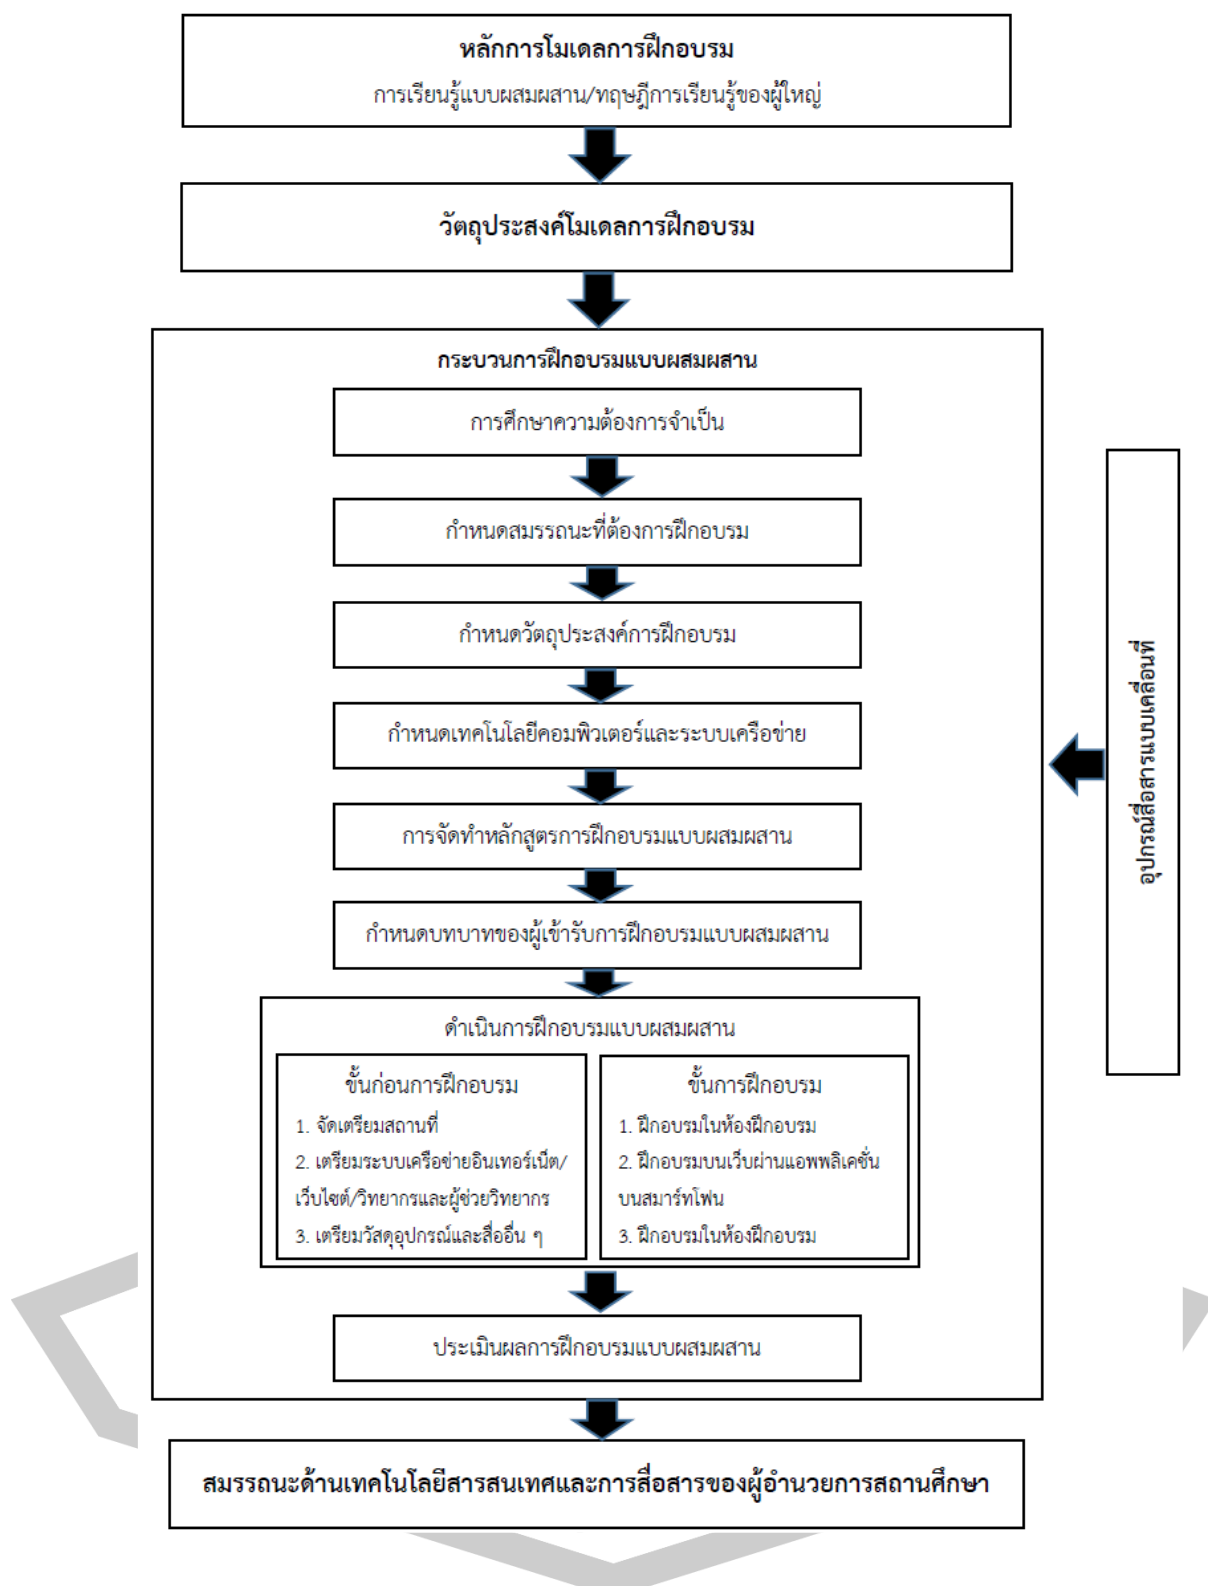 หลักการโมเดลการฝึกอบรม
การเรียนรู้แบบผสมผสาน/ทฤษฎีการเรียนรู้ของผู้ใหญ่
วัตถุประสงค์โมเดลการฝึกอบรม
กระบวนการฝึกอบรมแบบผสมผสาน
การศึกษาความต้องการจำเป็น
กำหนดสมรรถนะที่ต้องการฝึกอบรม
กำหนดวัตถุประสงค์การฝึกอบรม
กำหนดเทคโนโลยีคอมพิวเตอร์และระบบเครือข่าย
การจัดทำหลักสูตรการฝึกอบรมแบบผสมผสาน
กำหนดบทบาทของผู้เข้ารับการฝึกอบรมแบบผสมผสาน
ดำเนินการฝึกอบรมแบบผสมผสาน
ขั้นก่อนการฝึกอบรม
1. จัดเตรียมสถานที่
2. เตรียมระบบเครือข่ายอินเทอร์เน็ต/
เว็บไซต์/วิทยากรและผู้ช่วยวิทยากร
3. เตรียมวัสดุอุปกรณ์และสื่ออื่น ๆ
ขั้นการฝึกอบรม
1. ฝึกอบรมในห้องฝึกอบรม
2. ฝึกอบรมบนเว็บผ่านแอพพลิเคชั่น
บนสมาร์ทโฟน
3. ฝึกอบรมในห้องฝึกอบรม
ประเมินผลการฝึกอบรมแบบผสมผสาน
อุปกรณ์สื่อสารแบบเคลื่อนที่
สมรรถนะด้านเทคโนโลยีสารสนเทศและการสื่อสารของผู้อำนวยการสถานศึกษา